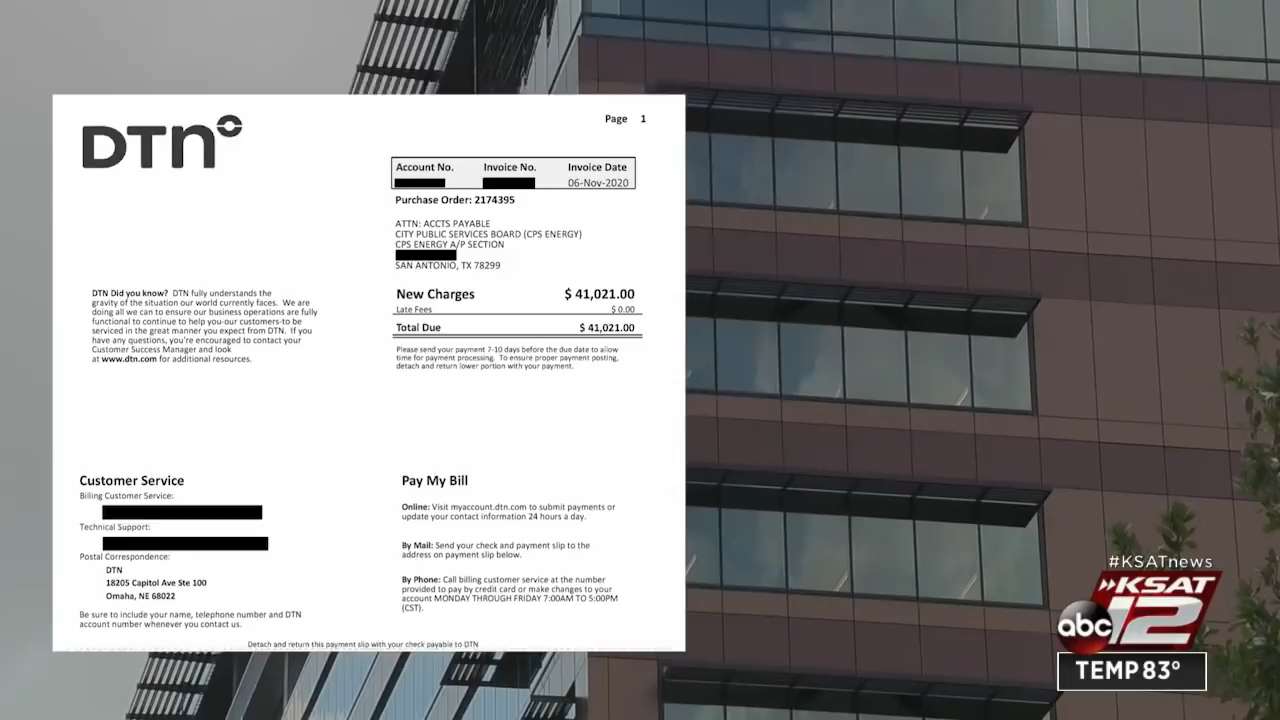 DTN
Page 1
Account No. Invoice No. Invoice Date
06-Nov-2020
Purchase Order: 2174395
ATTN: ACCTS PAYABLE
CITY PUBLIC SERVICES BOARD (CPS ENERGY)
CPS ENERGY A/P SECTION
SAN ANTONIO, TX 78299
DTN Did you know? DTN fully understands the
gravity of the situation our world currently faces. We are
doing all we can to ensure our business operations are fully
functional to continue to help you-our customers-to be
serviced in the great manner you expect from DTN. If you
have any questions, you're encouraged to contact your
Customer Success Manager and look
at www.dtn.com for additional resources.
New Charges $ 41,021.00
Late Fees $ 0.00
Total Due $ 41,021.00
Please send your payment 7-10 days before the due date to allow
time for payment processing. To ensure proper payment posting,
detach and return lower portion with your payment.
Customer Service
Billing Customer Service:
Technical Support:
Postal Correspondence:
DTN
18205 Capitol Ave Ste 100
Omaha, NE 68022
Be sure to include your name, telephone number and DTN
account number whenever you contact us.
Pay My Bill
Online: Visit myaccount.dtn.com to submit payments or
update your contact information 24 hours a day.
By Mail: Send your check and payment slip to the
address on payment slip below.
By Phone: Call billing customer service at the number
provided to pay by credit card or make changes to your
account MONDAY THROUGH FRIDAY 7:00AM TO 5:00PM
(CST).
Detach and return this payment slip with your check payable to DTN
#KSATnews
KSAT
abc 12
TEMP 83°